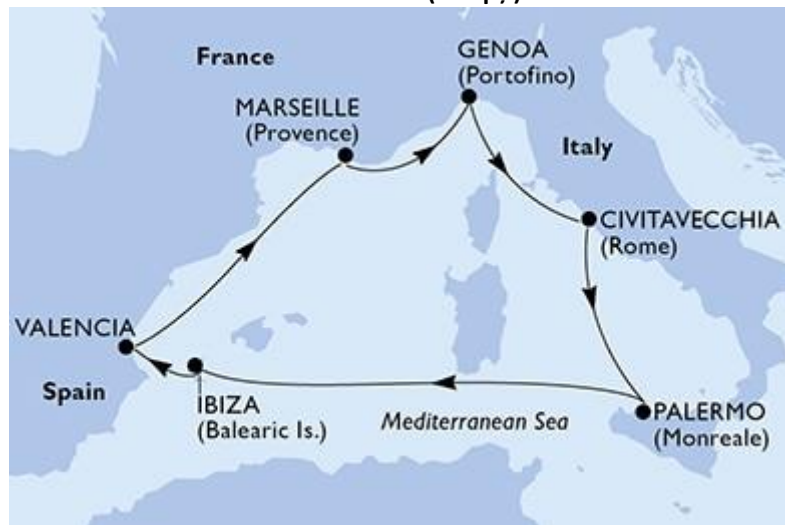 France
GENOA
(Portofino)
MARSEILLE
(Provence)
Italy
CIVITAVECCHIA
(Rome)
VALENCIA
Spain
IBIZA
(Balearic Is.)
Mediterranean Sea
PALERMO
(Monreale)